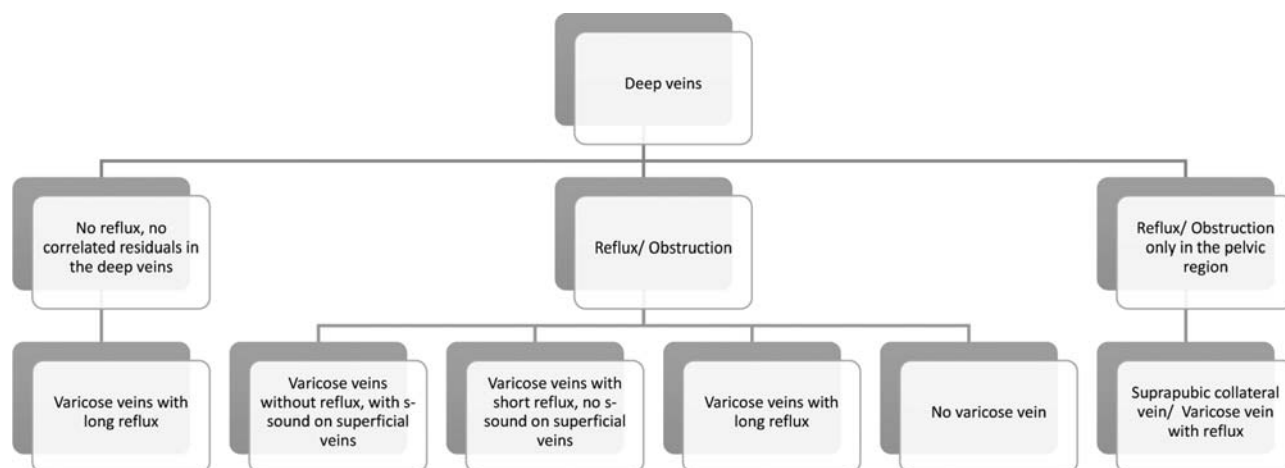 Deep veins
No reflux, no
correlated residuals in
the deep veins
Reflux/ Obstruction
Reflux/ Obstruction
only in the pelvic
region
Varicose veins with
long reflux
Varicose veins
without reflux, with s-
sound on superficial
veins
Varicose veins with
short reflux, no s-
sound on superficial
veins
Varicose veins with
long reflux
No varicose vein
Suprapubic collateral
vein/ Varicose vein
with reflux